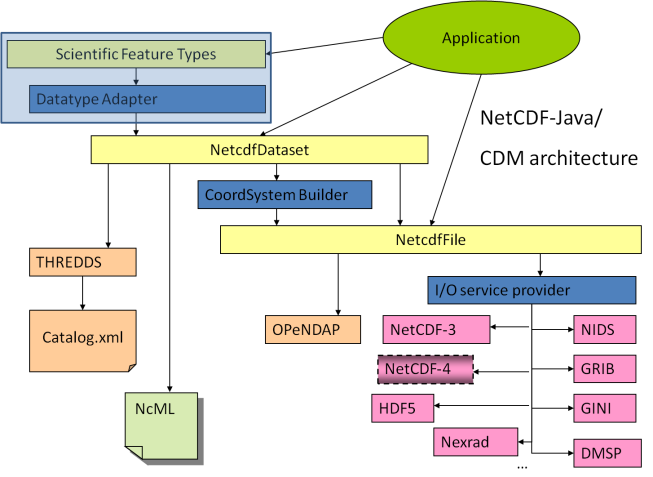 Application
Scientific Feature Types
Datatype Adapter
NetCDF-Java/
CDM architecture
NetcdfDataset
CoordSystem Builder
NetcdfFile
THREDDS
I/O service provider
Catalog.xml
OPeNDAP
NetCDF-3
NIDS
NetCDF-4
GRIB
NcML
HDF5
GINI
Nexrad
DMSP
...